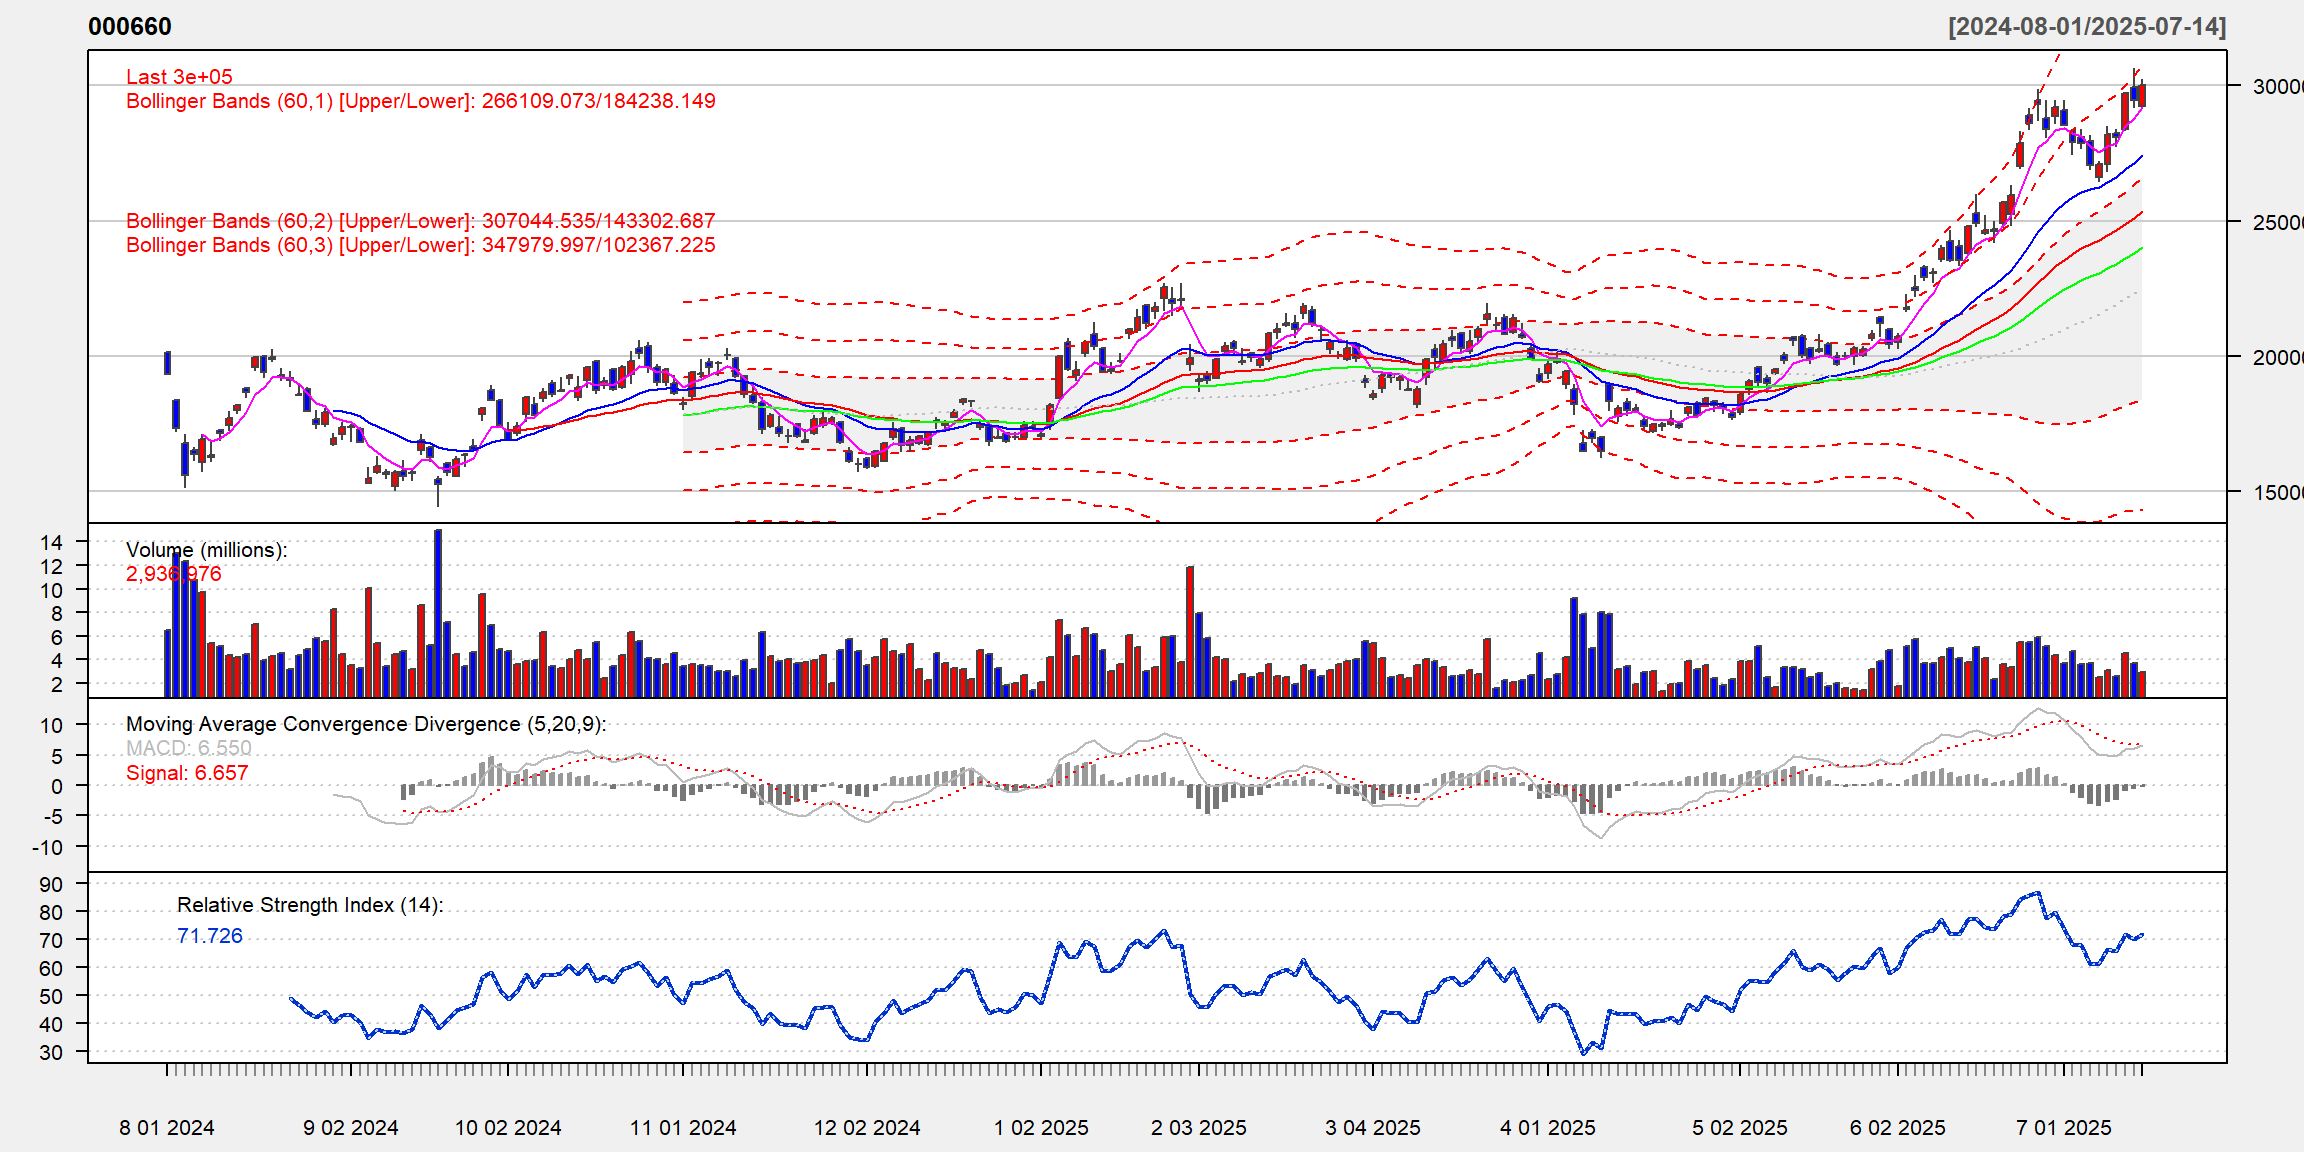 000660
[2024-08-01/2025-07-14]
Last 3e+05
Bollinger Bands (60,1) [Upper/Lower]: 266109.073/184238.149
Bollinger Bands (60,2) [Upper/Lower]: 307044.535/143302.687
Bollinger Bands (60,3) [Upper/Lower]: 347979.997/102367.225
30000
25000
20000
15000
Volume (millions):
2,936,976
14
12
10
8
6
4
2
Moving Average Convergence Divergence (5,20,9):
MACD: 6.550
Signal: 6.657
10
5
0
-5
-10
Relative Strength Index (14):
71.726
90
80
70
60
50
40
30
8 01 2024
9 02 2024
10 02 2024
11 01 2024
12 02 2024
1 02 2025
2 03 2025
3 04 2025
4 01 2025
5 02 2025
6 02 2025
7 01 2025